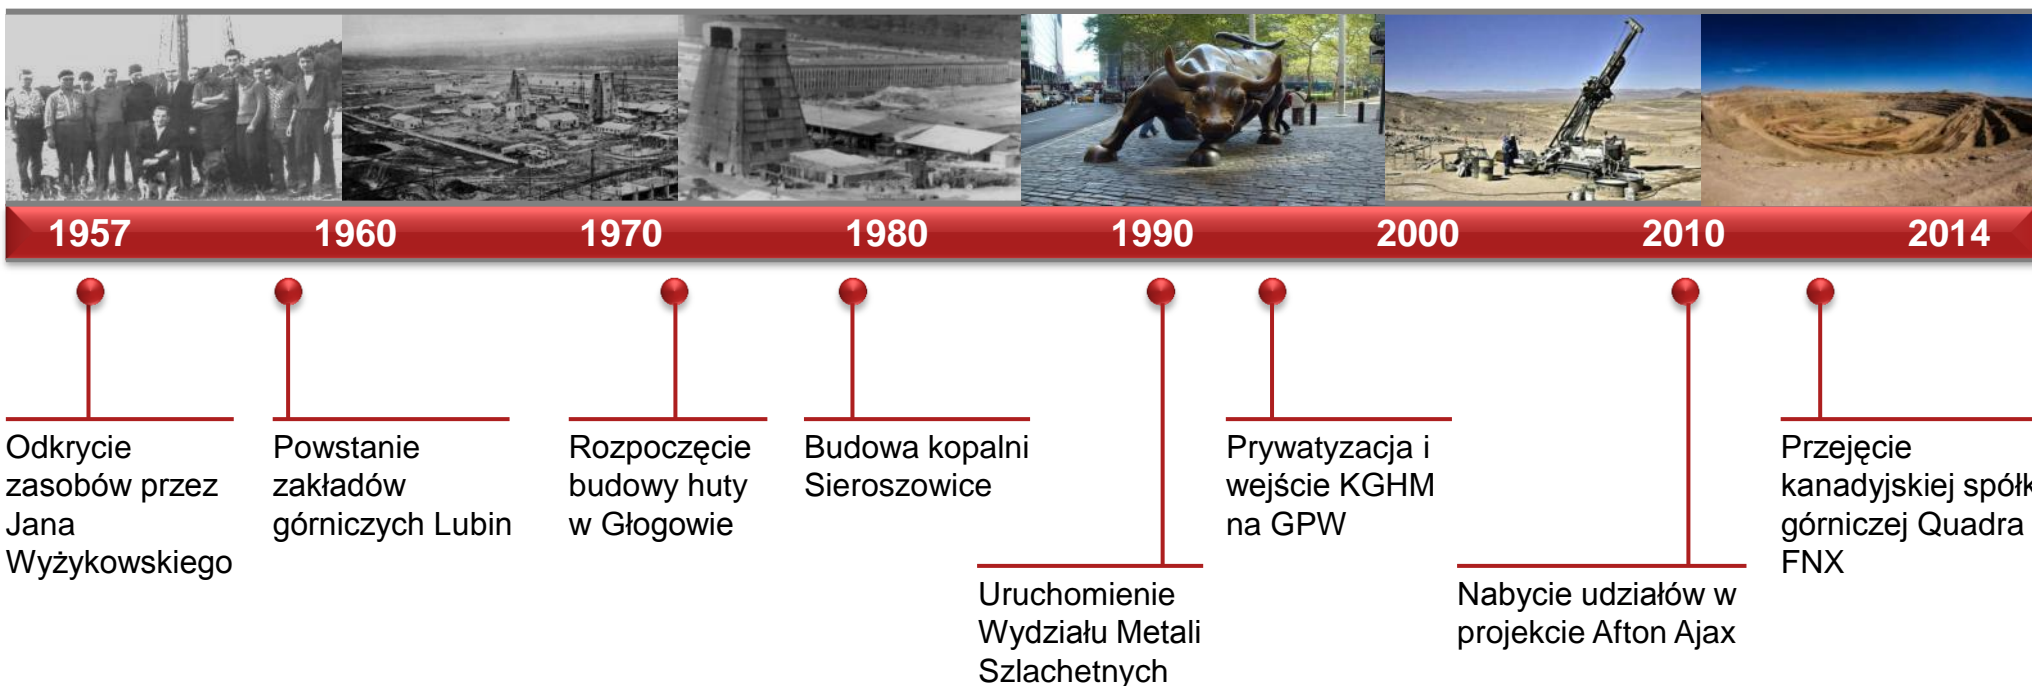 1957 1960 1970 1980 1990 2000 2010 2014
Odkrycie
zasobów przez
Jana
Wyżykowskiego
Powstanie
zakładów
górniczych Lubin
Rozpoczęcie
budowy huty
w Głogowie
Budowa kopalni
Sieroszowice
Uruchomienie
Wydziału Metali
Szlachetnych
Prywatyzacja i
wejście KGHM
na GPW
Nabycie udziałów w
projekcie Afton Ajax
Przejęcie
kanadyjskiej spółk
górniczej Quadra
FNX